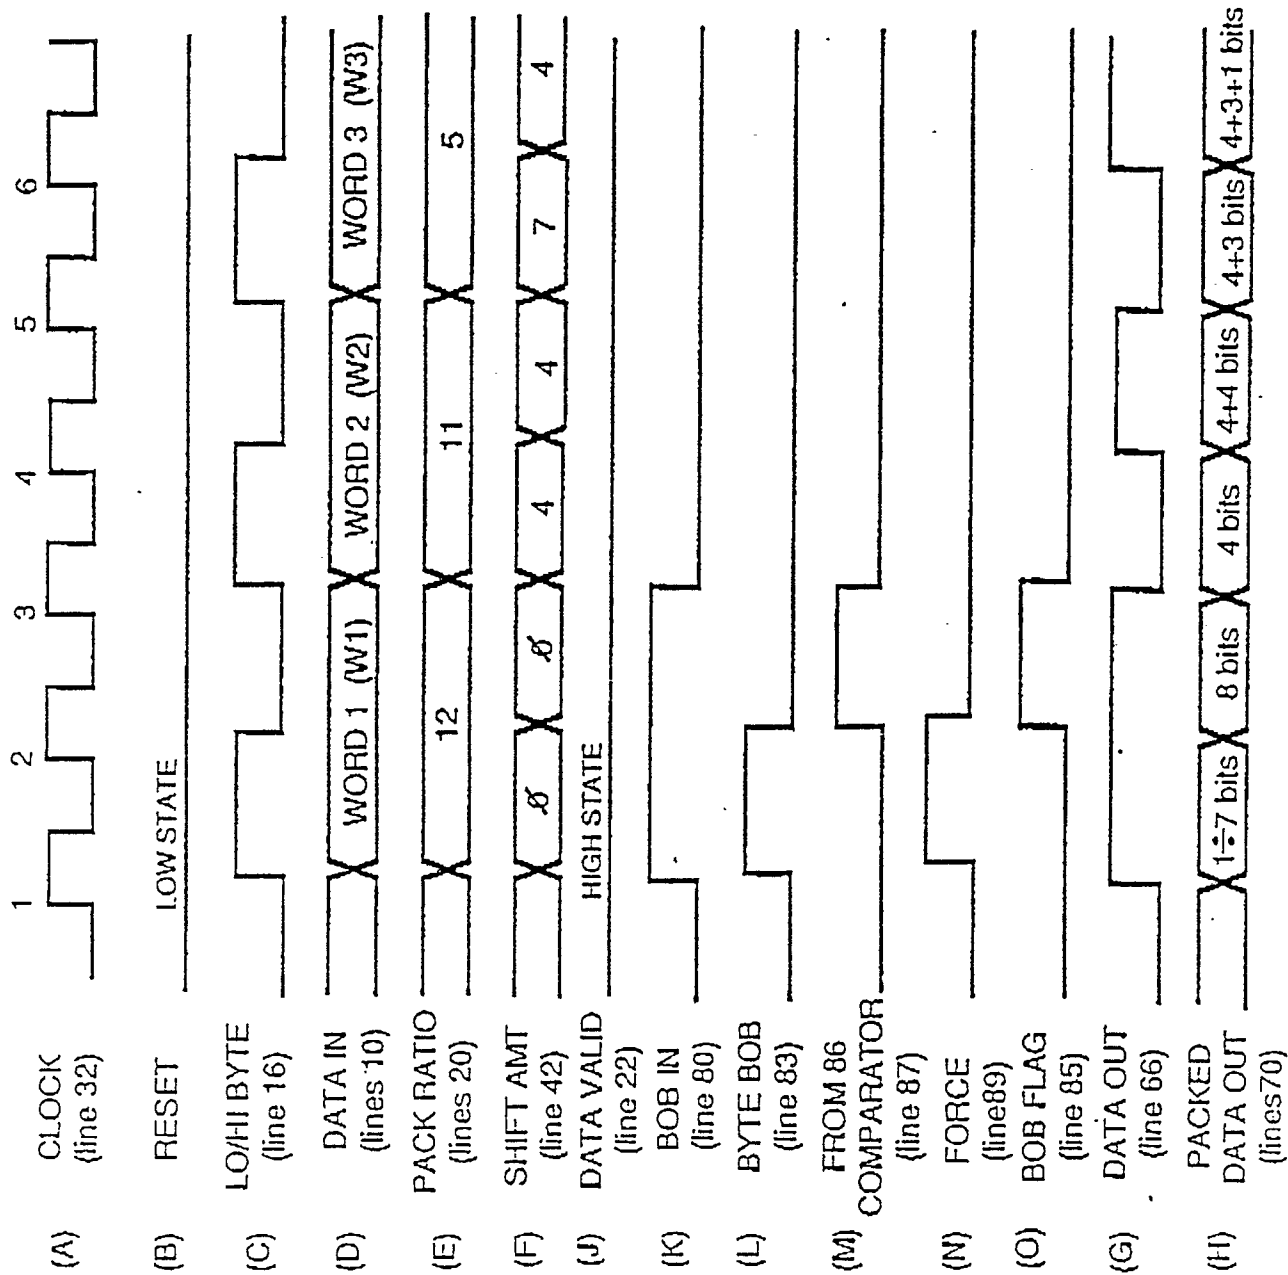 (A) CLOCK
(line 32)
1 2 3 4 5 6
(B) RESET
LOW STATE
(C) LO/HI BYTE
(line 16)
(D) DATA IN
(lines 10)
WORD 1 (W1) WORD 2 (W2) WORD 3 (W3)
(E) PACK RATIO
(lines 20)
12 11 5
(F) SHIFT AMT
(line 42)
0 0 4 4 7 4
(J) DATA VALID
(line 22)
HIGH STATE
(K) BOB IN
(line 80)
(L) BYTE BOB
(line 83)
(M) FROM 86
COMPARATOR
(line 87)
(N) FORCE
(line89)
(O) BOB FLAG
(line 85)
(G) DATA OUT
(line 66)
(H) PACKED
DATA OUT
(lines70)
1÷7 bits 8 bits 4 bits 4+4 bits 4+3 bits 4+3+1 bits